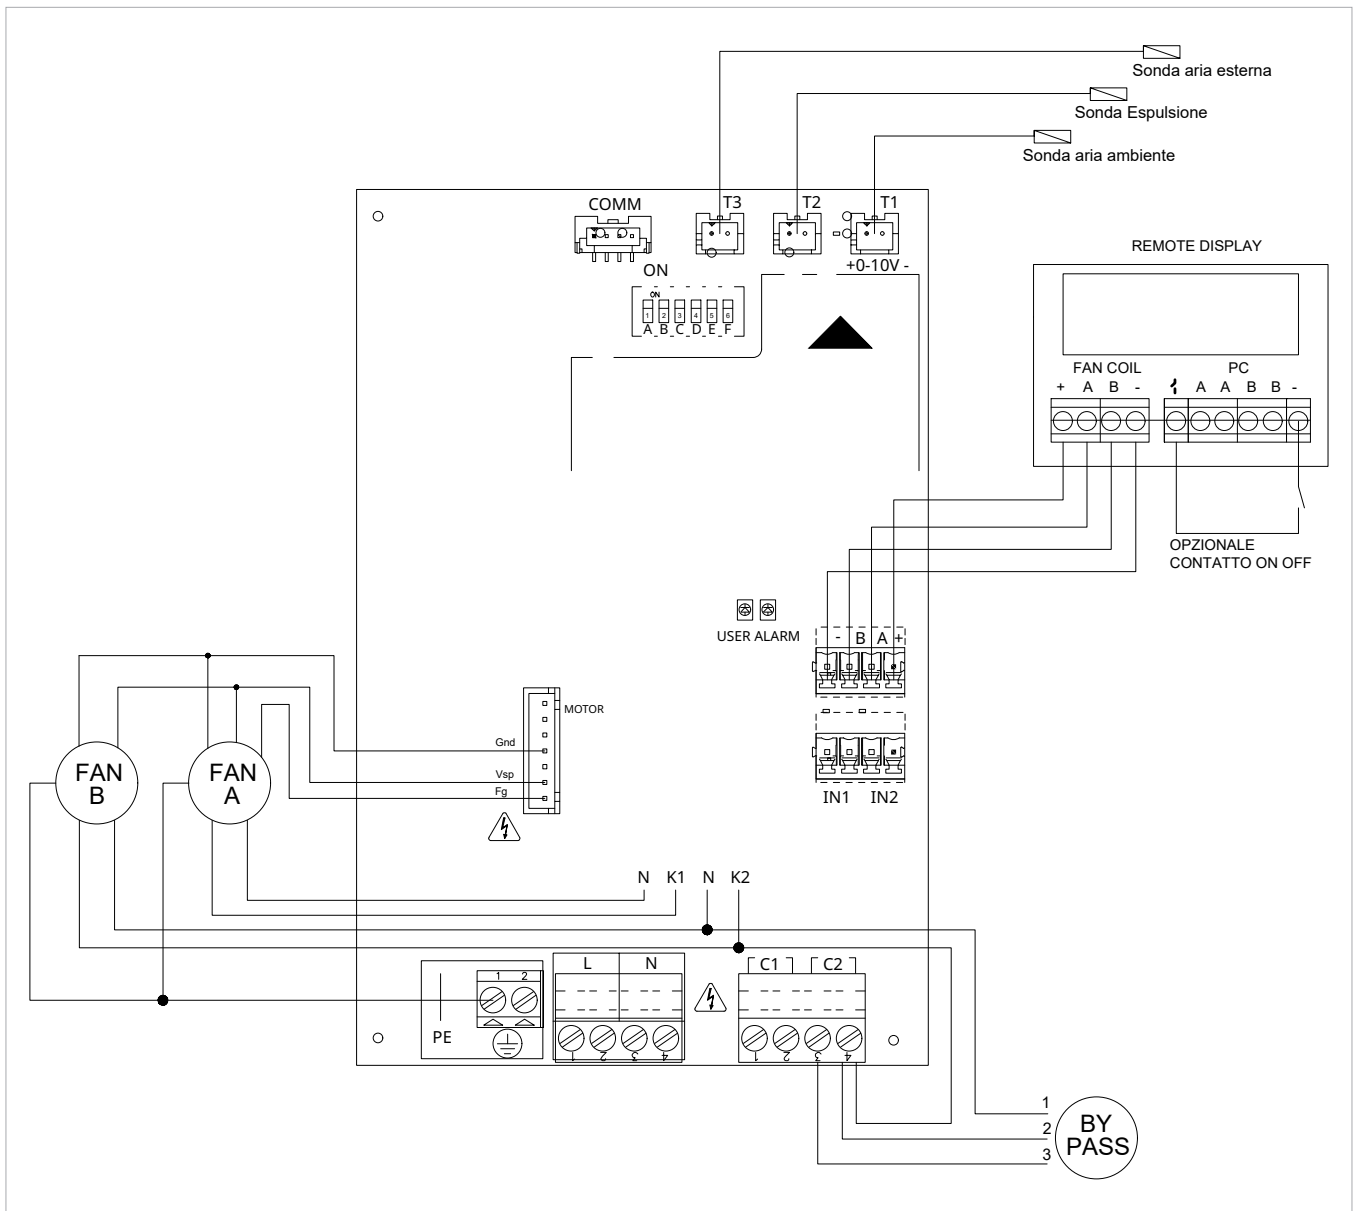 Sonda aria esterna
Sonda Espulsione
Sonda aria ambiente
COMM T3 T2 T1
+0-10V -
ON
ON
1 2 3 4 5 6
A B C D E F
REMOTE DISPLAY
FAN COIL PC
+ A B - A A B B -
OPZIONALE
CONTATTO ON OFF
USER ALARM
- B A +
MOTOR
Gnd
Vsp
Fg
FAN
B
FAN
A
IN1 IN2
N K1 N K2
L N C1 C2
1 2
PE
1 2 3 4
1 2 3 4
1
2
3
BY
PASS